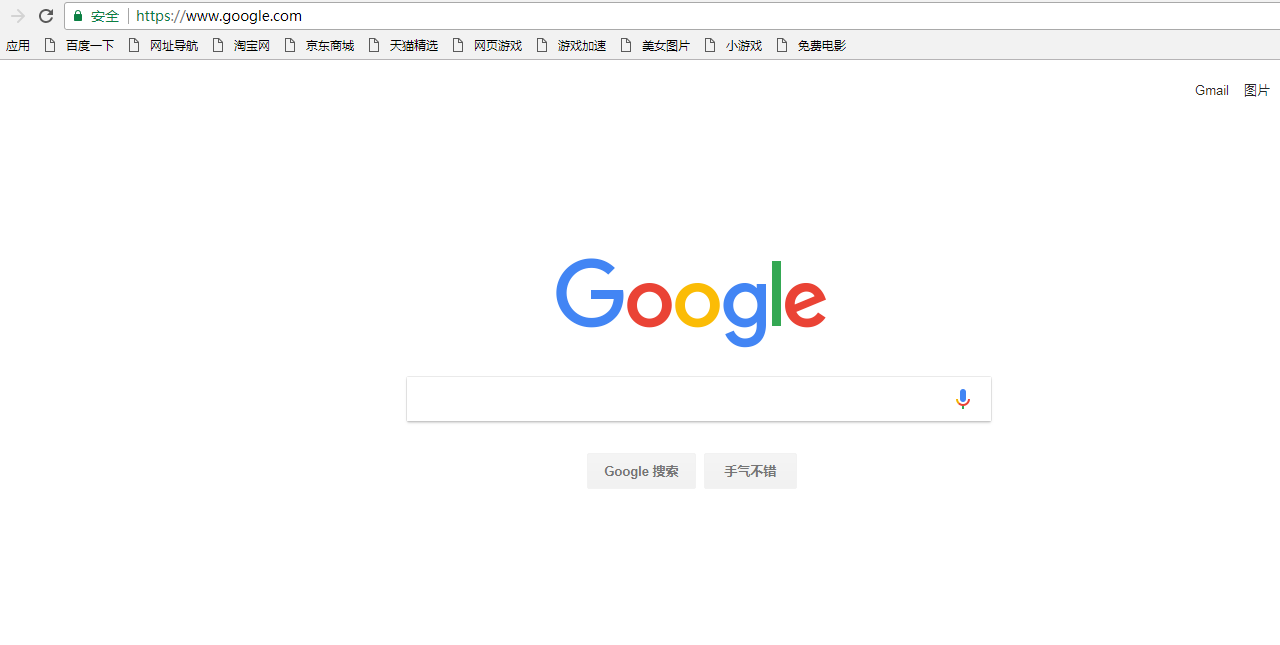 安全 https://www.google.com
应用 百度一下 网址导航 淘宝网 京东商城 天猫精选 网页游戏 游戏加速 美女图片 小游戏 免费电影
Gmail 图片
Google
Google 搜索 手气不错